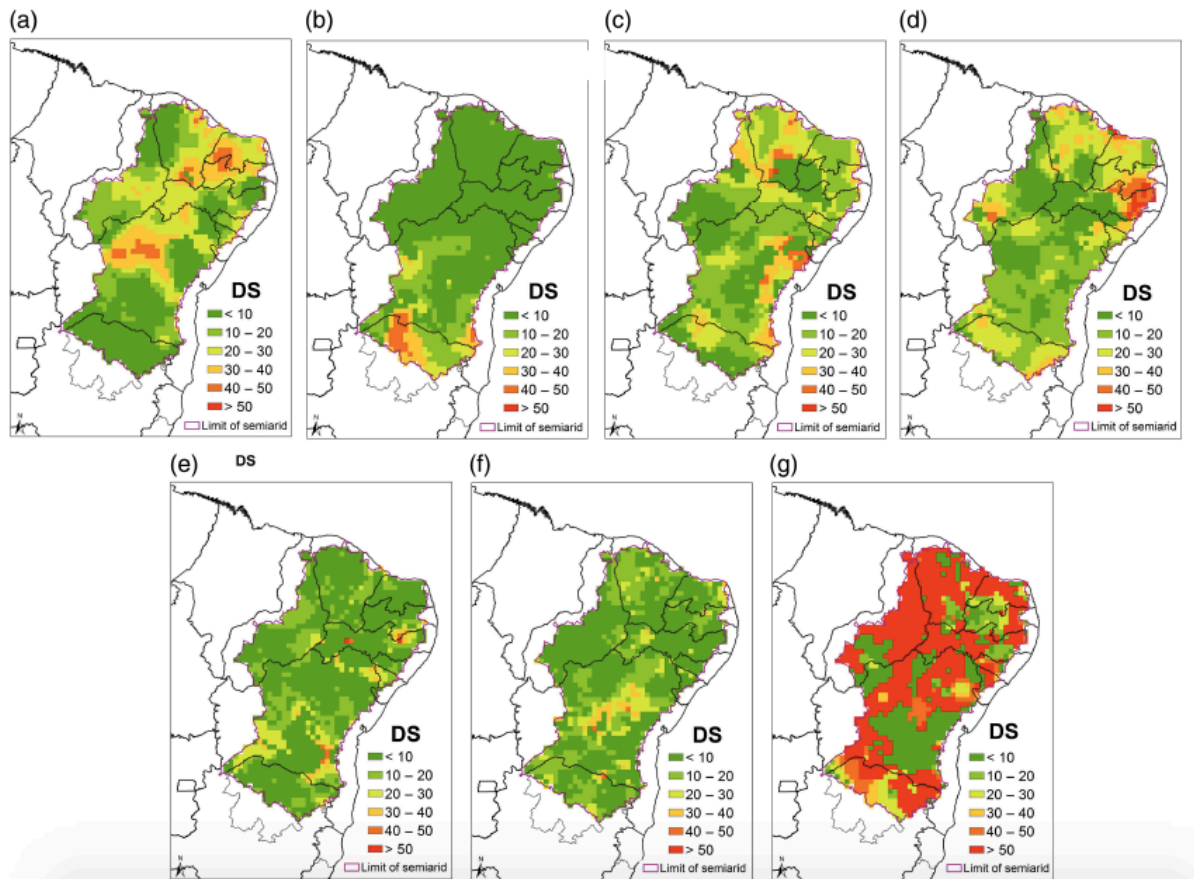 (a)
(b)
(c)
(d)
DS
< 10
10 – 20
20 – 30
30 – 40
40 – 50
> 50
Limit of semiarid
N
DS
< 10
10 – 20
20 – 30
30 – 40
40 – 50
> 50
Limit of semiarid
N
DS
< 10
10 – 20
20 – 30
30 – 40
40 – 50
> 50
Limit of semiarid
N
DS
< 10
10 – 20
20 – 30
30 – 40
40 – 50
> 50
Limit of semiarid
N
(e)
DS
(f)
(g)
DS
< 10
10 – 20
20 – 30
30 – 40
40 – 50
> 50
Limit of semiarid
N
DS
< 10
10 – 20
20 – 30
30 – 40
40 – 50
> 50
Limit of semiarid
N
DS
< 10
10 – 20
20 – 30
30 – 40
40 – 50
> 50
Limit of semiarid
N